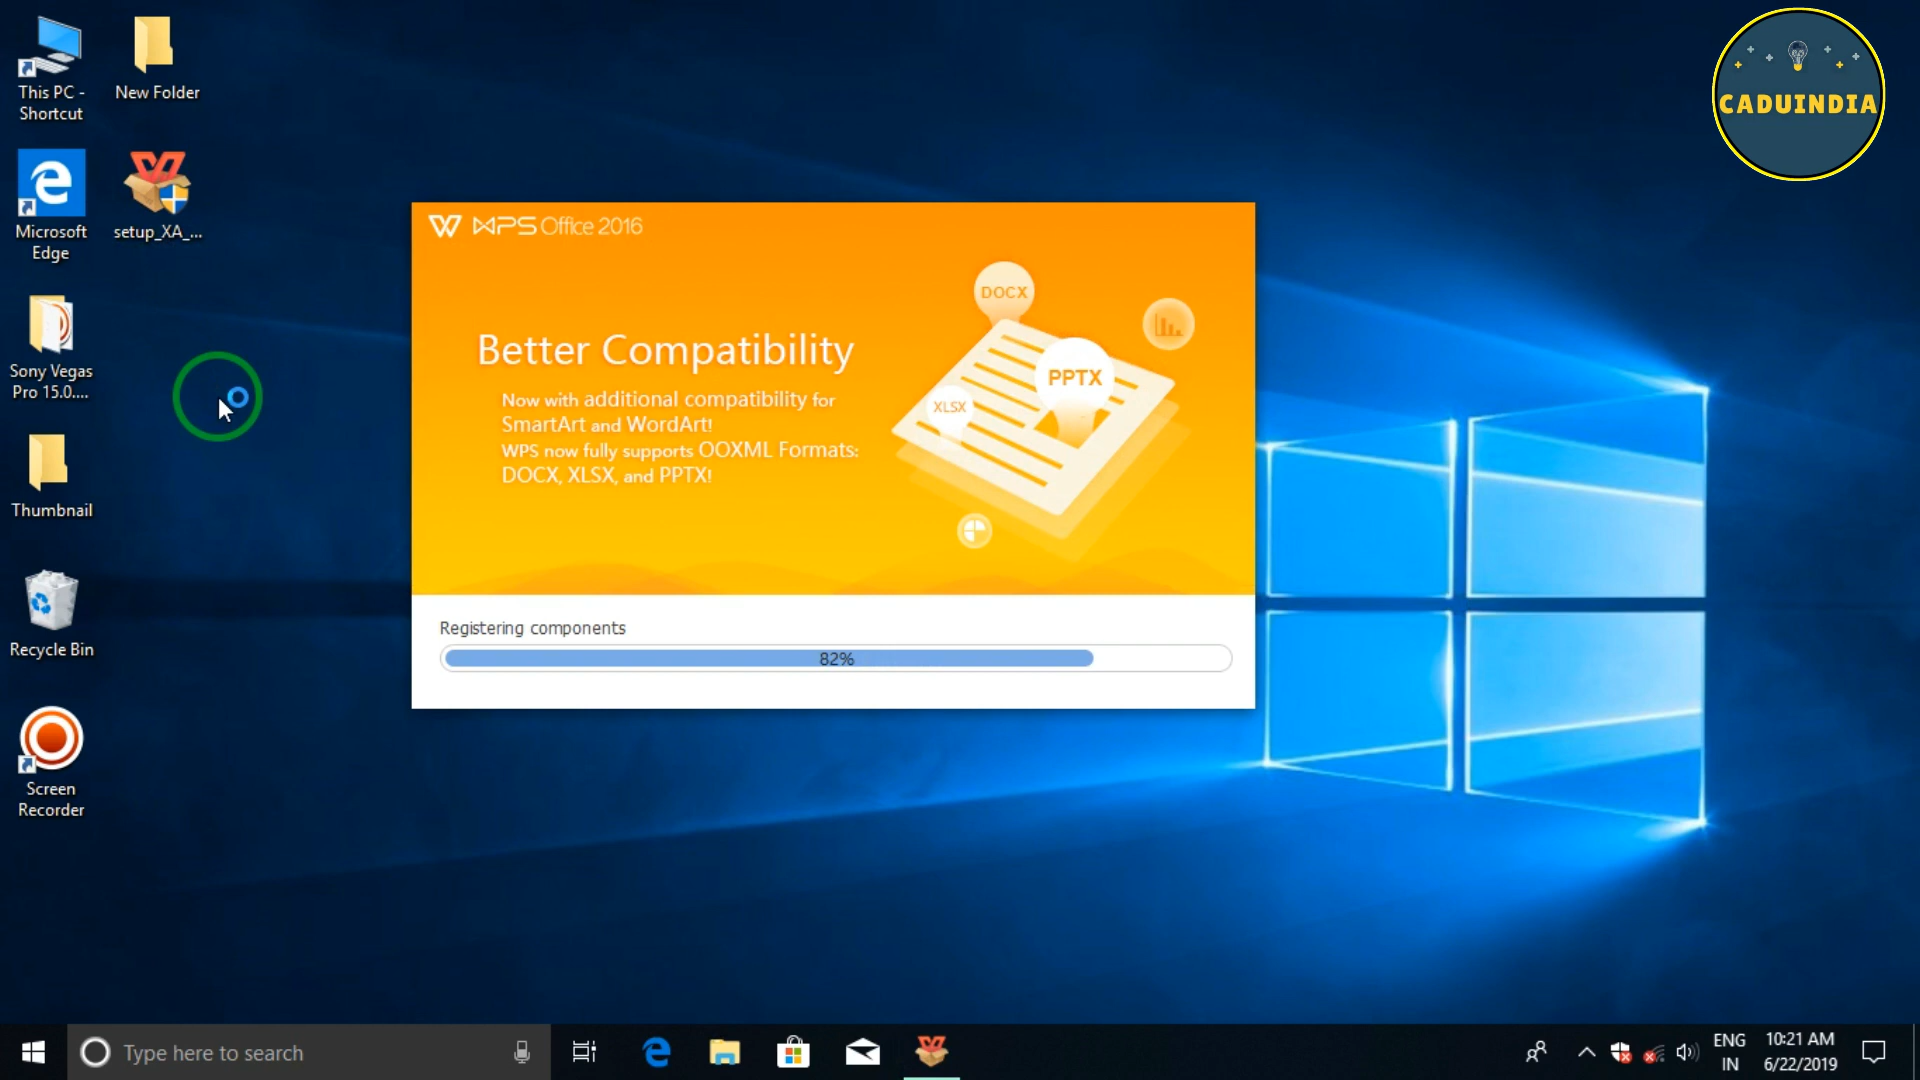 This PC -
Shortcut
New Folder
Microsoft
Edge
setup_XA_...
Sony Vegas
Pro 15.0....
Thumbnail
Recycle Bin
Screen
Recorder
CADUINDIA
WPS Office 2016
Better Compatibility
Now with additional compatibility for
SmartArt and WordArt!
WPS now fully supports OOXML Formats:
DOCX, XLSX, and PPTX!
DOCX
PPTX
XLSX
Registering components
82%
Type here to search
ENG
IN
10:21 AM
6/22/2019